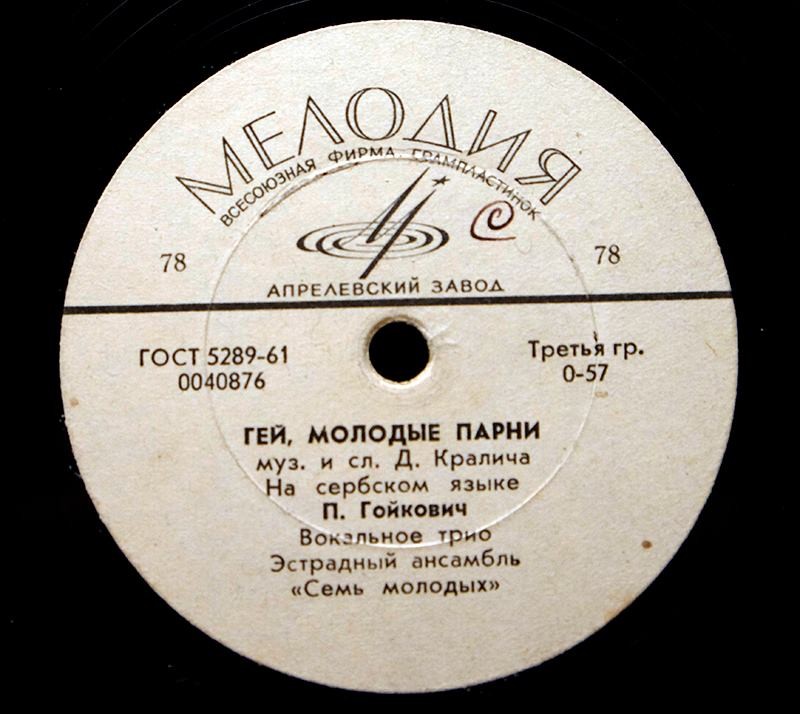 МЕЛОДИЯ
ВСЕСОЮЗНАЯ ФИРМА ГРАМПЛАСТИНОК
78
78
АПРЕЛЕВСКИЙ ЗАВОД
ГОСТ 5289-61
0040876
Третья гр.
0-57
ГЕЙ, МОЛОДЫЕ ПАРНИ
муз. и сл. Д. Кралича
На сербском языке
П. Гойкович
Вокальное трио
Эстрадный ансамбль
«Семь молодых»